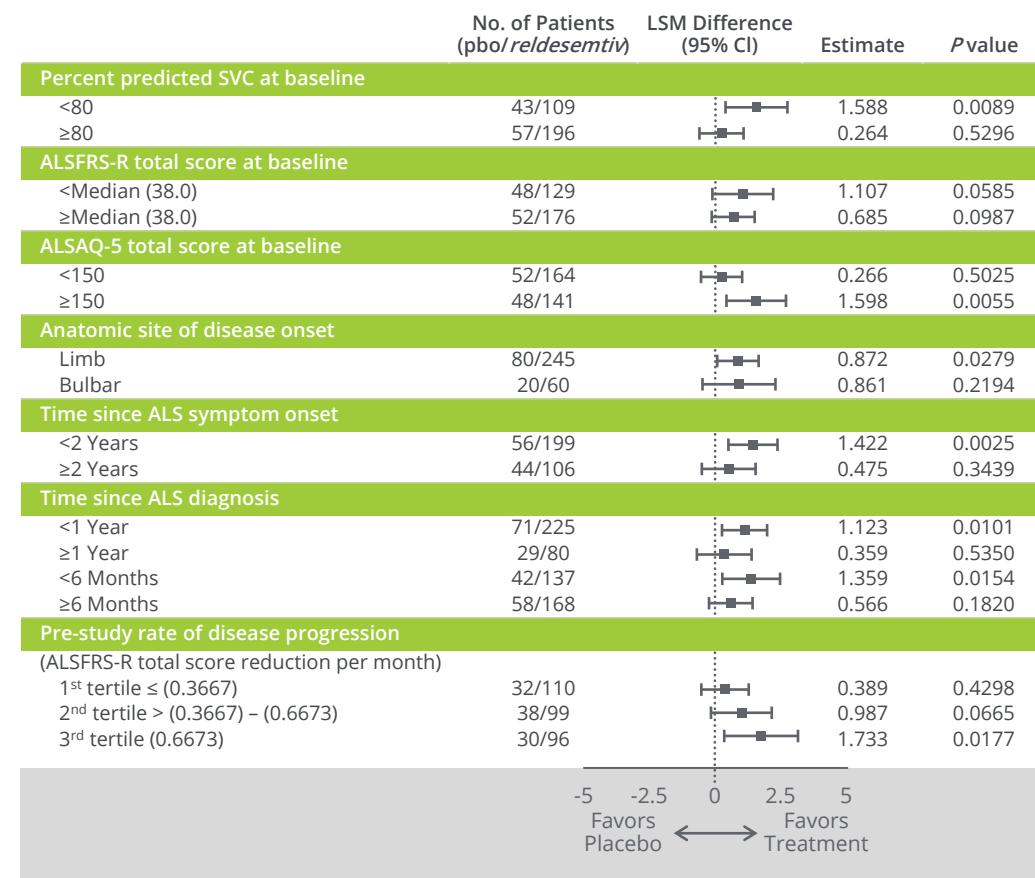 No. of Patients LSM Difference
(pbo/reldesemtiv) (95% CI) Estimate P value
Percent predicted SVC at baseline
<80 43/109 1.588 0.0089
≥80 57/196 0.264 0.5296
ALSFRS-R total score at baseline
<Median (38.0) 48/129 1.107 0.0585
≥Median (38.0) 52/176 0.685 0.0987
ALSAQ-5 total score at baseline
<150 52/164 0.266 0.5025
≥150 48/141 1.598 0.0055
Anatomic site of disease onset
Limb 80/245 0.872 0.0279
Bulbar 20/60 0.861 0.2194
Time since ALS symptom onset
<2 Years 56/199 1.422 0.0025
≥2 Years 44/106 0.475 0.3439
Time since ALS diagnosis
<1 Year 71/225 1.123 0.0101
≥1 Year 29/80 0.359 0.5350
<6 Months 42/137 1.359 0.0154
≥6 Months 58/168 0.566 0.1820
Pre-study rate of disease progression
(ALSFRS-R total score reduction per month)
1st tertile ≤ (0.3667) 32/110 0.389 0.4298
2nd tertile > (0.3667) – (0.6673) 38/99 0.987 0.0665
3rd tertile (0.6673) 30/96 1.733 0.0177
-5 -2.5 0 2.5 5
Favors Favors
Placebo Treatment